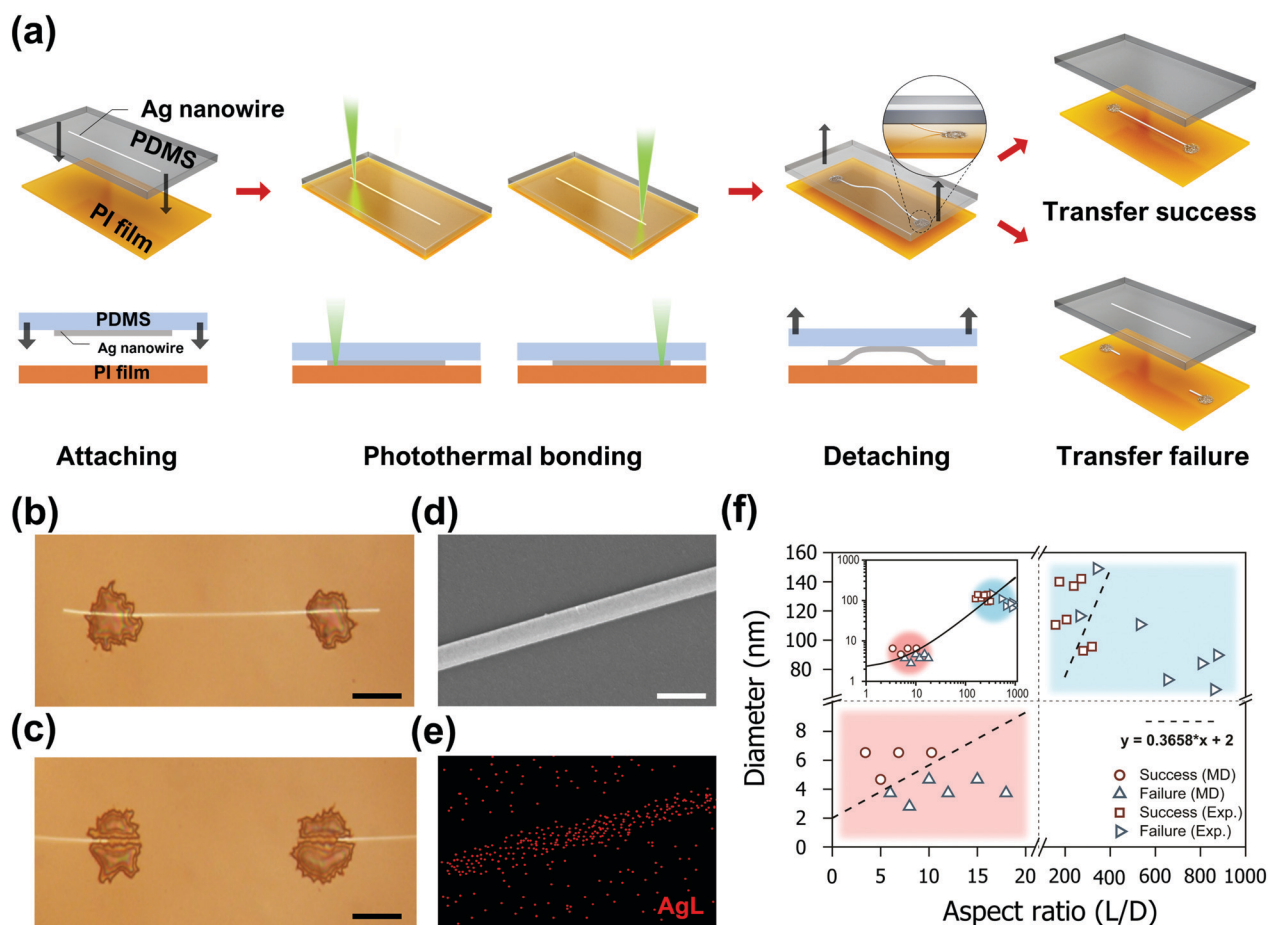 (a)
Ag nanowire
PDMS
PI film
Transfer success
PDMS
Ag nanowire
PI film
Attaching
Photothermal bonding
Detaching
Transfer failure
(b)
(c)
(d)
(e)
AgL
(f)
Diameter (nm)
160
140
120
100
80
8
6
4
2
0
1000
100
10
1
1
10
100
1000
y = 0.3658*x + 2
Success (MD)
Failure (MD)
Success (Exp.)
Failure (Exp.)
0
5
10
15
20
200
400
600
800
1000
Aspect ratio (L/D)